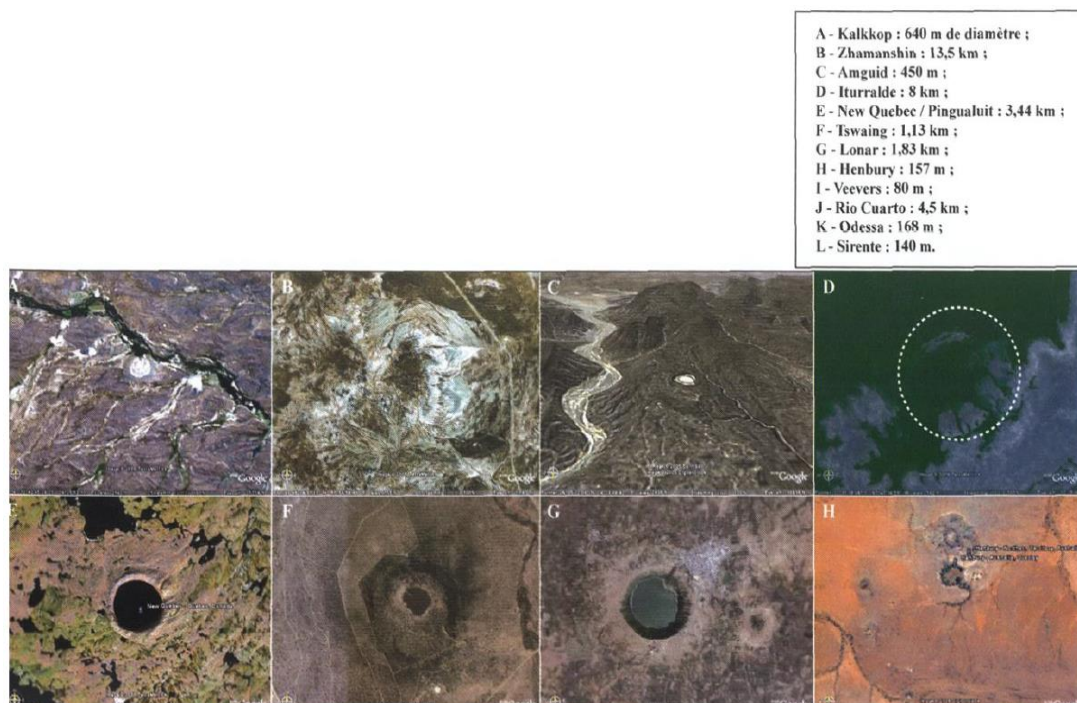 A - Kalkkop : 640 m de diamètre ;
B - Zhamanshin : 13,5 km ;
C - Amguid : 450 m ;
D - Iturralde : 8 km ;
E - New Quebec / Pingualuit : 3,44 km ;
F - Tswaing : 1,13 km ;
G - Lonar : 1,83 km ;
H - Henbury : 157 m ;
I - Veevers : 80 m ;
J - Rio Cuarto : 4,5 km ;
K - Odessa : 168 m ;
L - Sirente : 140 m.
A
B
C
D
Google
Google
Google
Google
E
F
G
H
New Quebec